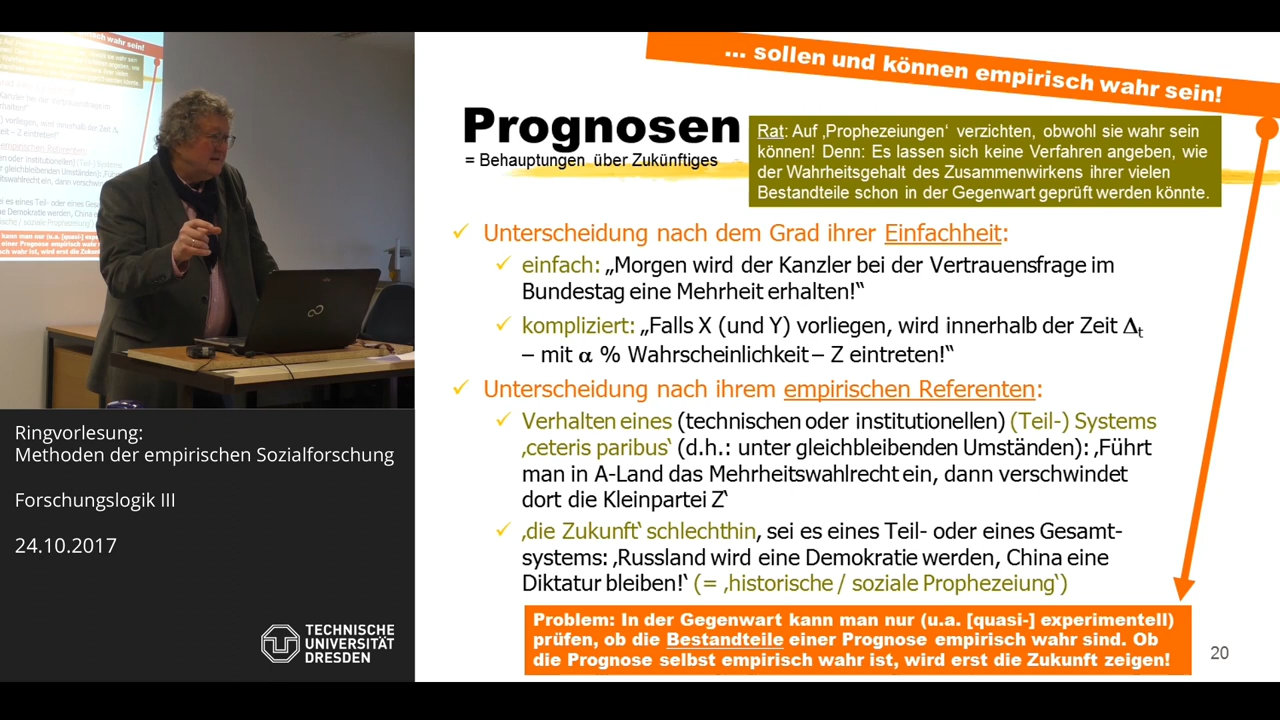 ... sollen und können empirisch wahr sein!
Prognosen
= Behauptungen über Zukünftiges
Rat: Auf ‚Prophezeiungen‘ verzichten, obwohl sie wahr sein
können! Denn: Es lassen sich keine Verfahren angeben, wie
der Wahrheitsgehalt des Zusammenwirkens ihrer vielen
Bestandteile schon in der Gegenwart geprüft werden könnte.
✓ Unterscheidung nach dem Grad ihrer Einfachheit:
✓ einfach: „Morgen wird der Kanzler bei der Vertrauensfrage im
Bundestag eine Mehrheit erhalten!“
✓ kompliziert: „Falls X (und Y) vorliegen, wird innerhalb der Zeit Δt
– mit α % Wahrscheinlichkeit – Z eintreten!“
✓ Unterscheidung nach ihrem empirischen Referenten:
✓ Verhalten eines (technischen oder institutionellen) (Teil-) Systems
‚ceteris paribus‘ (d.h.: unter gleichbleibenden Umständen): ‚Führt
man in A-Land das Mehrheitswahlrecht ein, dann verschwindet
dort die Kleinpartei Z‘
✓ ‚die Zukunft‘ schlechthin, sei es eines Teil- oder eines Gesamt-
systems: ‚Russland wird eine Demokratie werden, China eine
Diktatur bleiben!‘ (= ‚historische / soziale Prophezeiung‘)
Problem: In der Gegenwart kann man nur (u.a. [quasi-] experimentell)
prüfen, ob die Bestandteile einer Prognose empirisch wahr sind. Ob
die Prognose selbst empirisch wahr ist, wird erst die Zukunft zeigen!
20
Ringvorlesung:
Methoden der empirischen Sozialforschung
Forschungslogik III
24.10.2017
TECHNISCHE
UNIVERSITÄT
DRESDEN